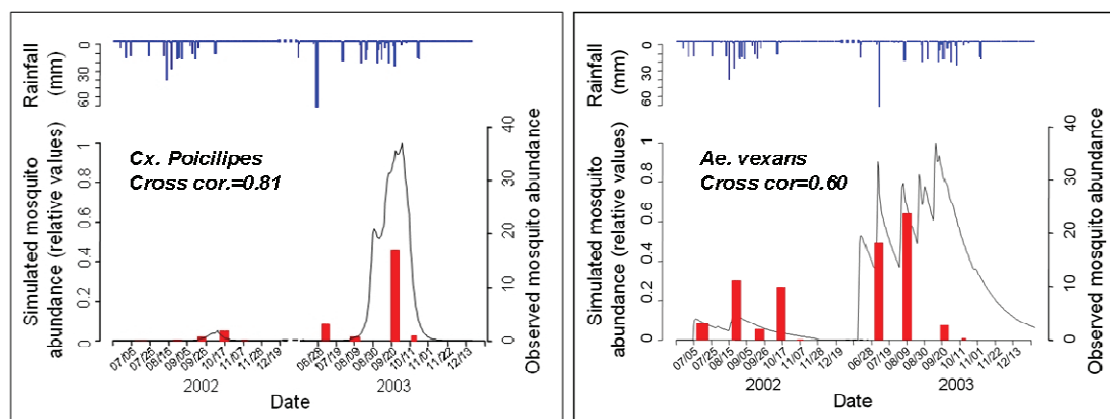 Rainfall
(mm)
0
30
60
Simulated mosquito
abundance (relative values)
1
0.8
0.6
0.4
0.2
0
Cx. Poicilipes
Cross cor.=0.81
40
30
20
10
0
Observed mosquito abundance
07/05 07/25 08/15 09/05 09/26 10/17 11/07 11/28 12/19 06/28 07/19 08/09 08/30 09/20 10/11 11/01 11/22 12/13
2002 2003
Date
Rainfall
(mm)
0
30
60
Simulated mosquito
abundance (relative values)
1
0.8
0.6
0.4
0.2
0
Ae. vexans
Cross cor=0.60
40
30
20
10
0
Observed mosquito abundance
07/05 07/25 08/15 09/05 09/26 10/17 11/07 11/28 12/19 06/28 07/19 08/09 08/30 09/20 10/11 11/01 11/22 12/13
2002 2003
Date